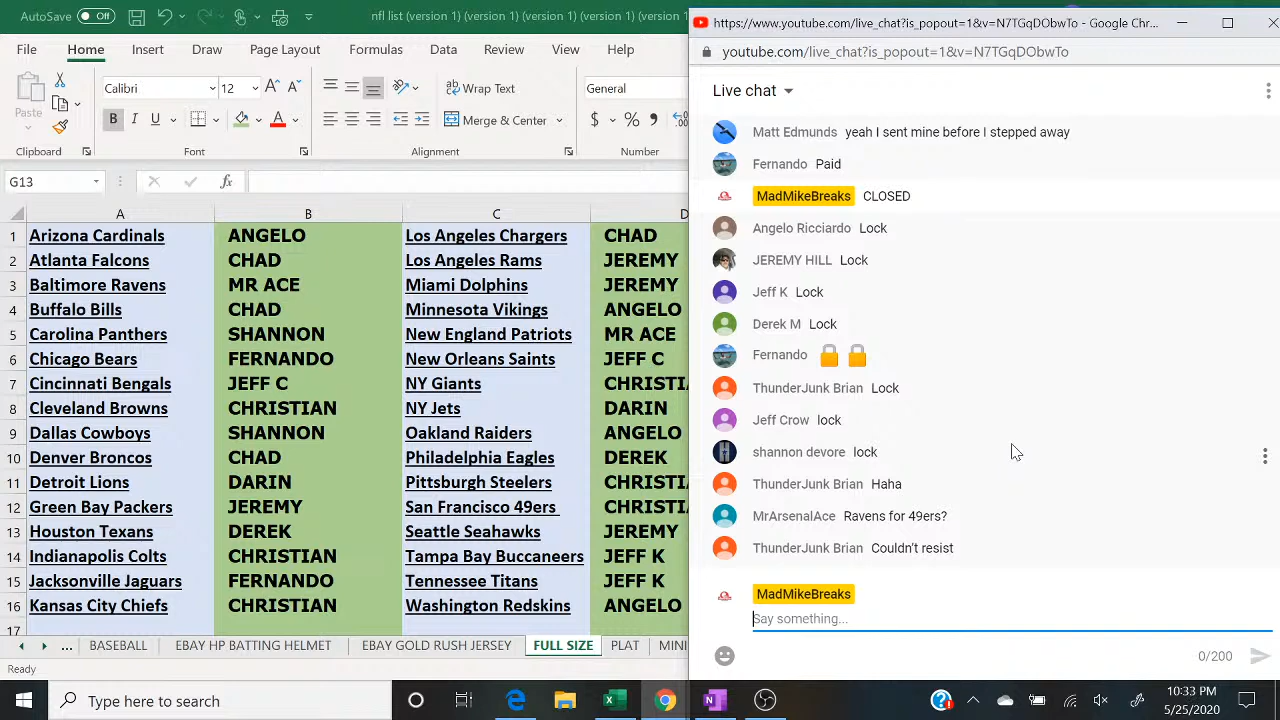 AutoSave Off nfl list (version 1) (version 1) (version 1) (version 1)
File Home Insert Draw Page Layout Formulas Data Review View Help
Paste
Calibri 12
B I U
A
ab Wrap Text
Merge & Center
General
$ % ,
Clipboard Font Alignment Number
G13 fx
A B C D
1 Arizona Cardinals ANGELO Los Angeles Chargers CHAD
2 Atlanta Falcons CHAD Los Angeles Rams JEREMY
3 Baltimore Ravens MR ACE Miami Dolphins JEREMY
4 Buffalo Bills CHAD Minnesota Vikings ANGELO
5 Carolina Panthers SHANNON New England Patriots MR ACE
6 Chicago Bears FERNANDO New Orleans Saints JEFF C
7 Cincinnati Bengals JEFF C NY Giants CHRISTIA
8 Cleveland Browns CHRISTIAN NY Jets DARIN
9 Dallas Cowboys SHANNON Oakland Raiders ANGELO
10 Denver Broncos CHAD Philadelphia Eagles DEREK
11 Detroit Lions DARIN Pittsburgh Steelers CHRISTIA
12 Green Bay Packers JEREMY San Francisco 49ers CHRISTIA
13 Houston Texans DEREK Seattle Seahawks JEREMY
14 Indianapolis Colts CHRISTIAN Tampa Bay Buccaneers JEFF K
15 Jacksonville Jaguars FERNANDO Tennessee Titans JEFF K
16 Kansas City Chiefs CHRISTIAN Washington Redskins ANGELO
17
... BASEBALL EBAY HP BATTING HELMET EBAY GOLD RUSH JERSEY FULL SIZE PLAT MINI
Ready
https://www.youtube.com/live_chat?is_popout=1&v=N7TGqDObwTo - Google Chr...
youtube.com/live_chat?is_popout=1&v=N7TGqDObwTo
Live chat
Matt Edmunds yeah I sent mine before I stepped away
Fernando Paid
MadMikeBreaks CLOSED
Angelo Ricciardo Lock
JEREMY HILL Lock
Jeff K Lock
Derek M Lock
Fernando
ThunderJunk Brian Lock
Jeff Crow lock
shannon devore lock
ThunderJunk Brian Haha
MrArsenalAce Ravens for 49ers?
ThunderJunk Brian Couldn't resist
MadMikeBreaks
Say something...
0/200
Type here to search
10:33 PM
5/25/2020